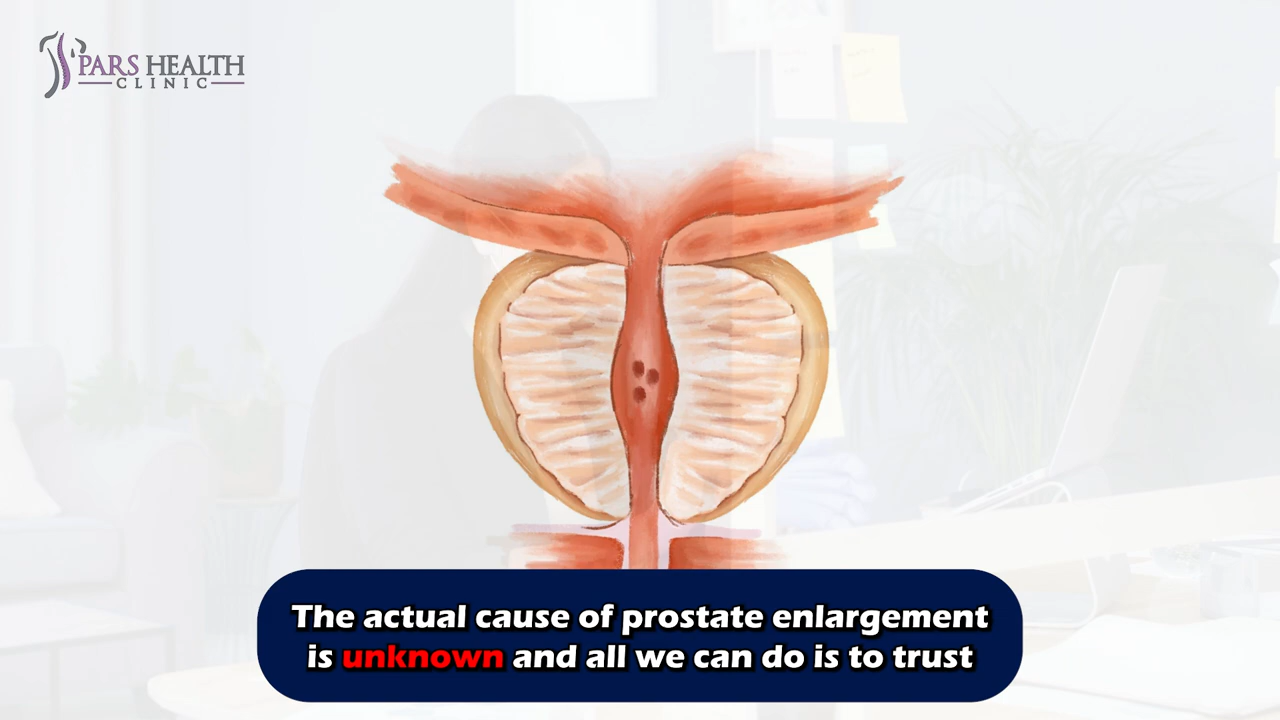 PARS HEALTH
CLINIC
The actual cause of prostate enlargement
is unknown and all we can do is to trust